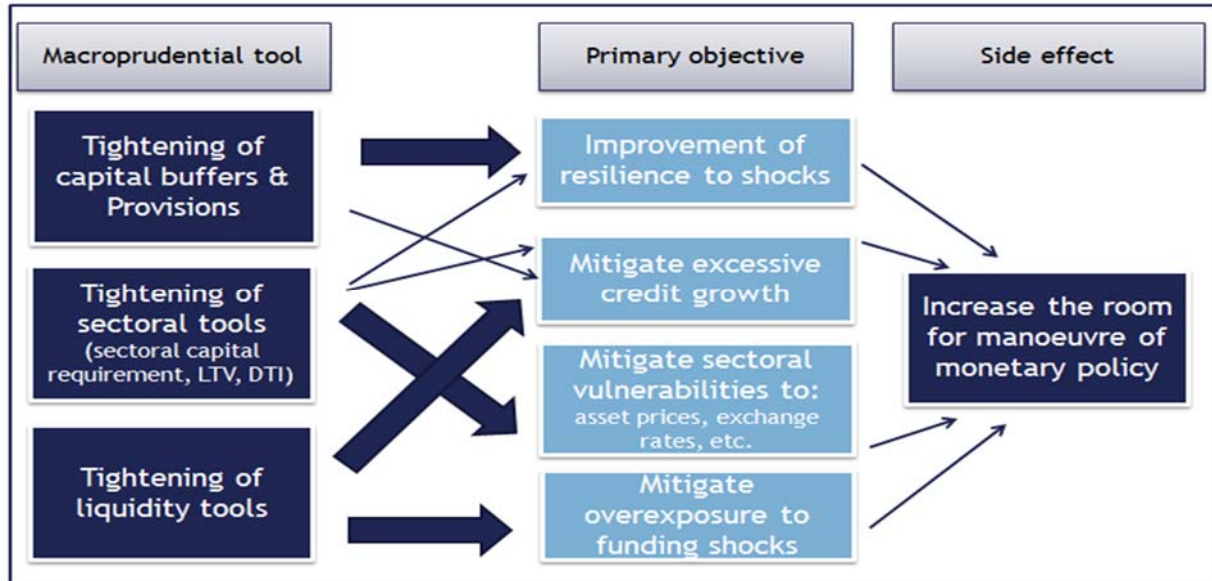 Macroprudential tool
Primary objective
Side effect
Tightening of
capital buffers &
Provisions
Tightening of
sectoral tools
(sectoral capital
requirement, LTV, DTI)
Tightening of
liquidity tools
Improvement of
resilience to shocks
Mitigate excessive
credit growth
Mitigate sectoral
vulnerabilities to:
asset prices, exchange
rates, etc.
Mitigate
overexposure to
funding shocks
Increase the room
for manoeuvre of
monetary policy